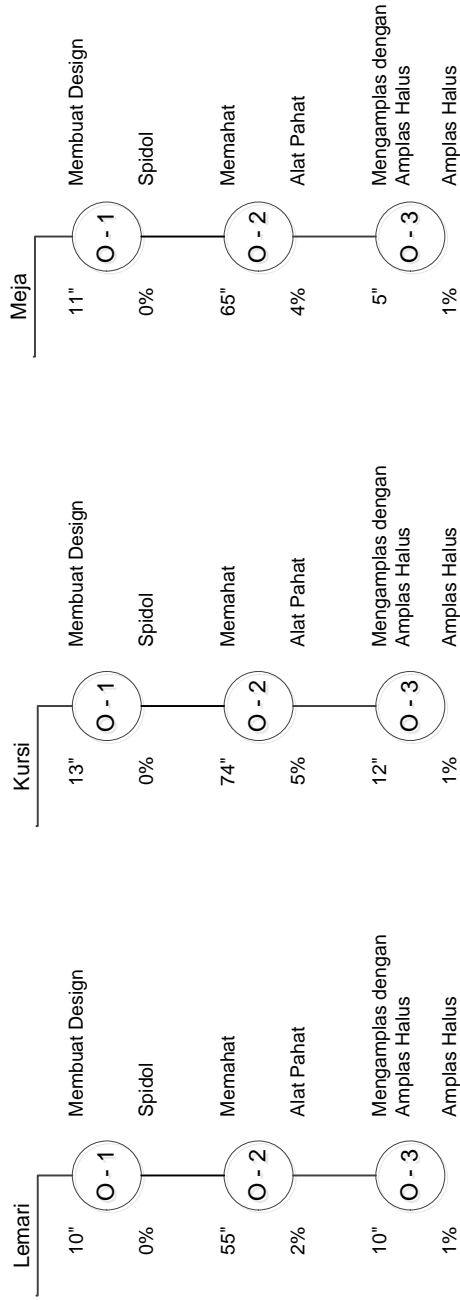 Lemari
10"
O - 1
Membuat Design
0%
Spidol
55"
O - 2
Memahat
2%
Alat Pahat
10"
O - 3
Mengamplas dengan
Amplas Halus
1%
Amplas Halus
Kursi
13"
O - 1
Membuat Design
0%
Spidol
74"
O - 2
Memahat
5%
Alat Pahat
12"
O - 3
Mengamplas dengan
Amplas Halus
1%
Amplas Halus
Meja
11"
O - 1
Membuat Design
0%
Spidol
65"
O - 2
Memahat
4%
Alat Pahat
5"
O - 3
Mengamplas dengan
Amplas Halus
1%
Amplas Halus